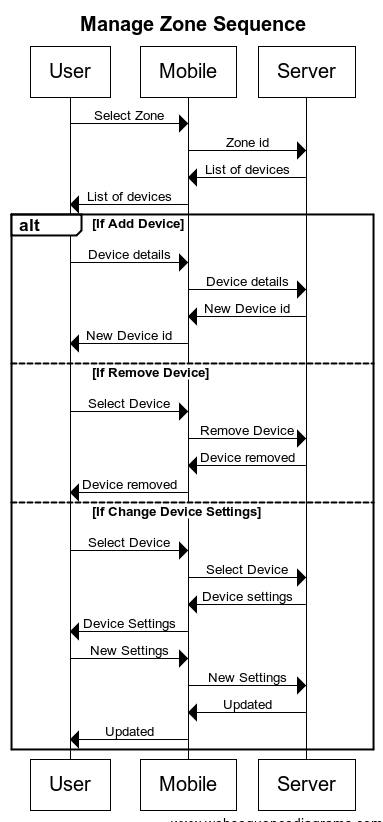 Manage Zone Sequence
User Mobile Server
Select Zone
Zone id
List of devices
List of devices
alt [If Add Device]
Device details
Device details
New Device id
New Device id
[If Remove Device]
Select Device
Remove Device
Device removed
Device removed
[If Change Device Settings]
Select Device
Select Device
Device settings
Device Settings
New Settings
New Settings
Updated
Updated
User Mobile Server
www.websequencediagrams.com